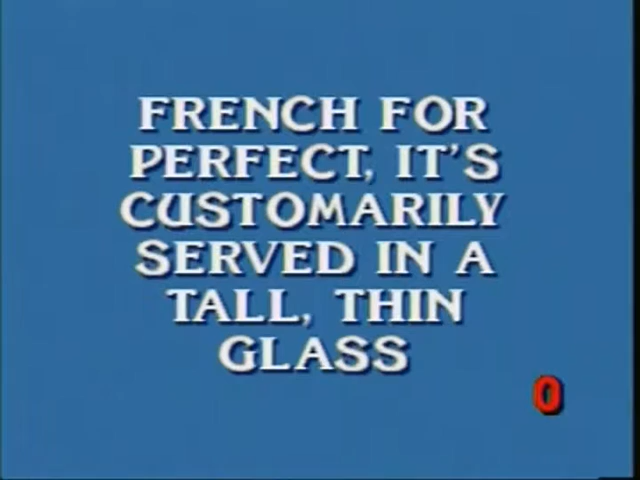 FRENCH FOR
PERFECT, IT'S
CUSTOMARILY
SERVED IN A
TALL, THIN
GLASS
0